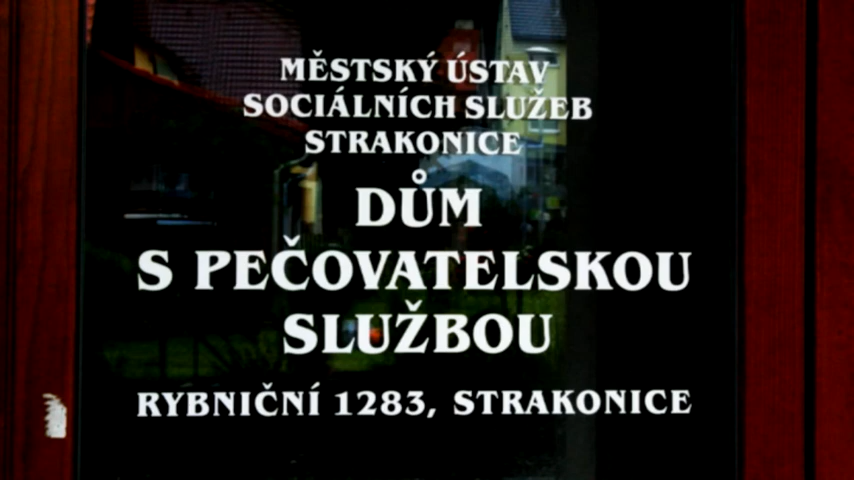 MĚSTSKÝ ÚSTAV
SOCIÁLNÍCH SLUŽEB
STRAKONICE
DŮM
S PEČOVATELSKOU
SLUŽBOU
RYBNIČNÍ 1283, STRAKONICE